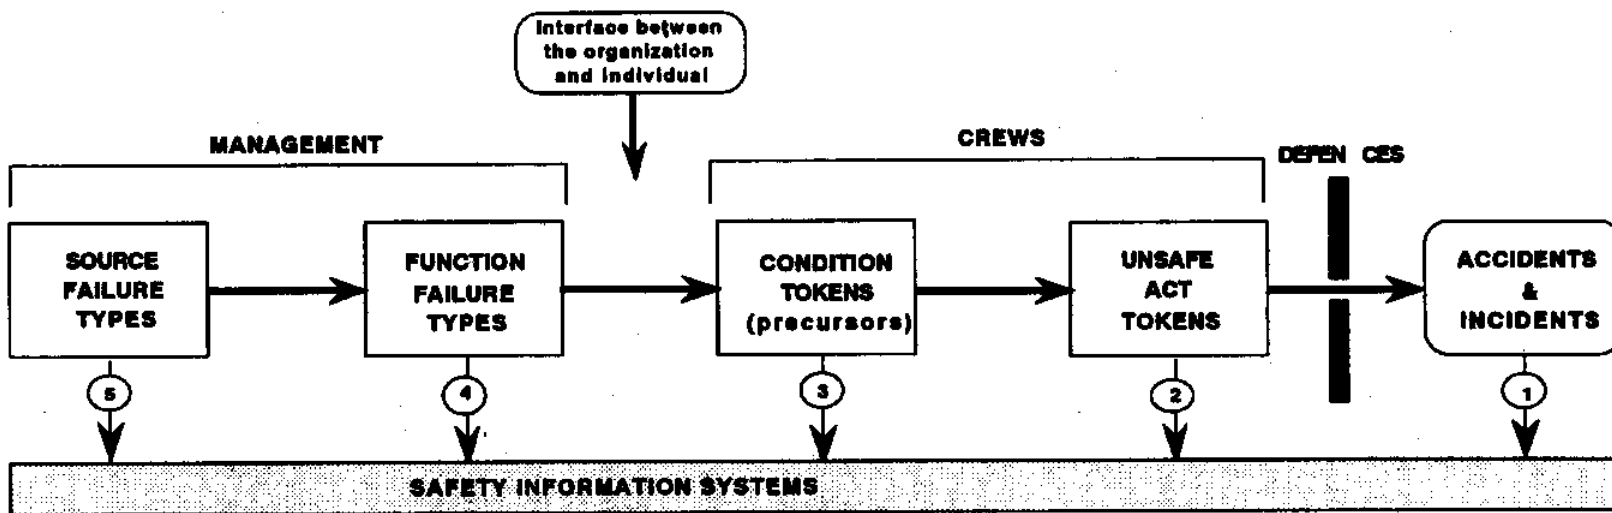 Interface between
the organization
and individual
MANAGEMENT
CREWS
DEFEN CES
SOURCE
FAILURE
TYPES
FUNCTION
FAILURE
TYPES
CONDITION
TOKENS
(precursors)
UNSAFE
ACT
TOKENS
ACCIDENTS
&
INCIDENTS
5
4
3
2
1
SAFETY INFORMATION SYSTEMS